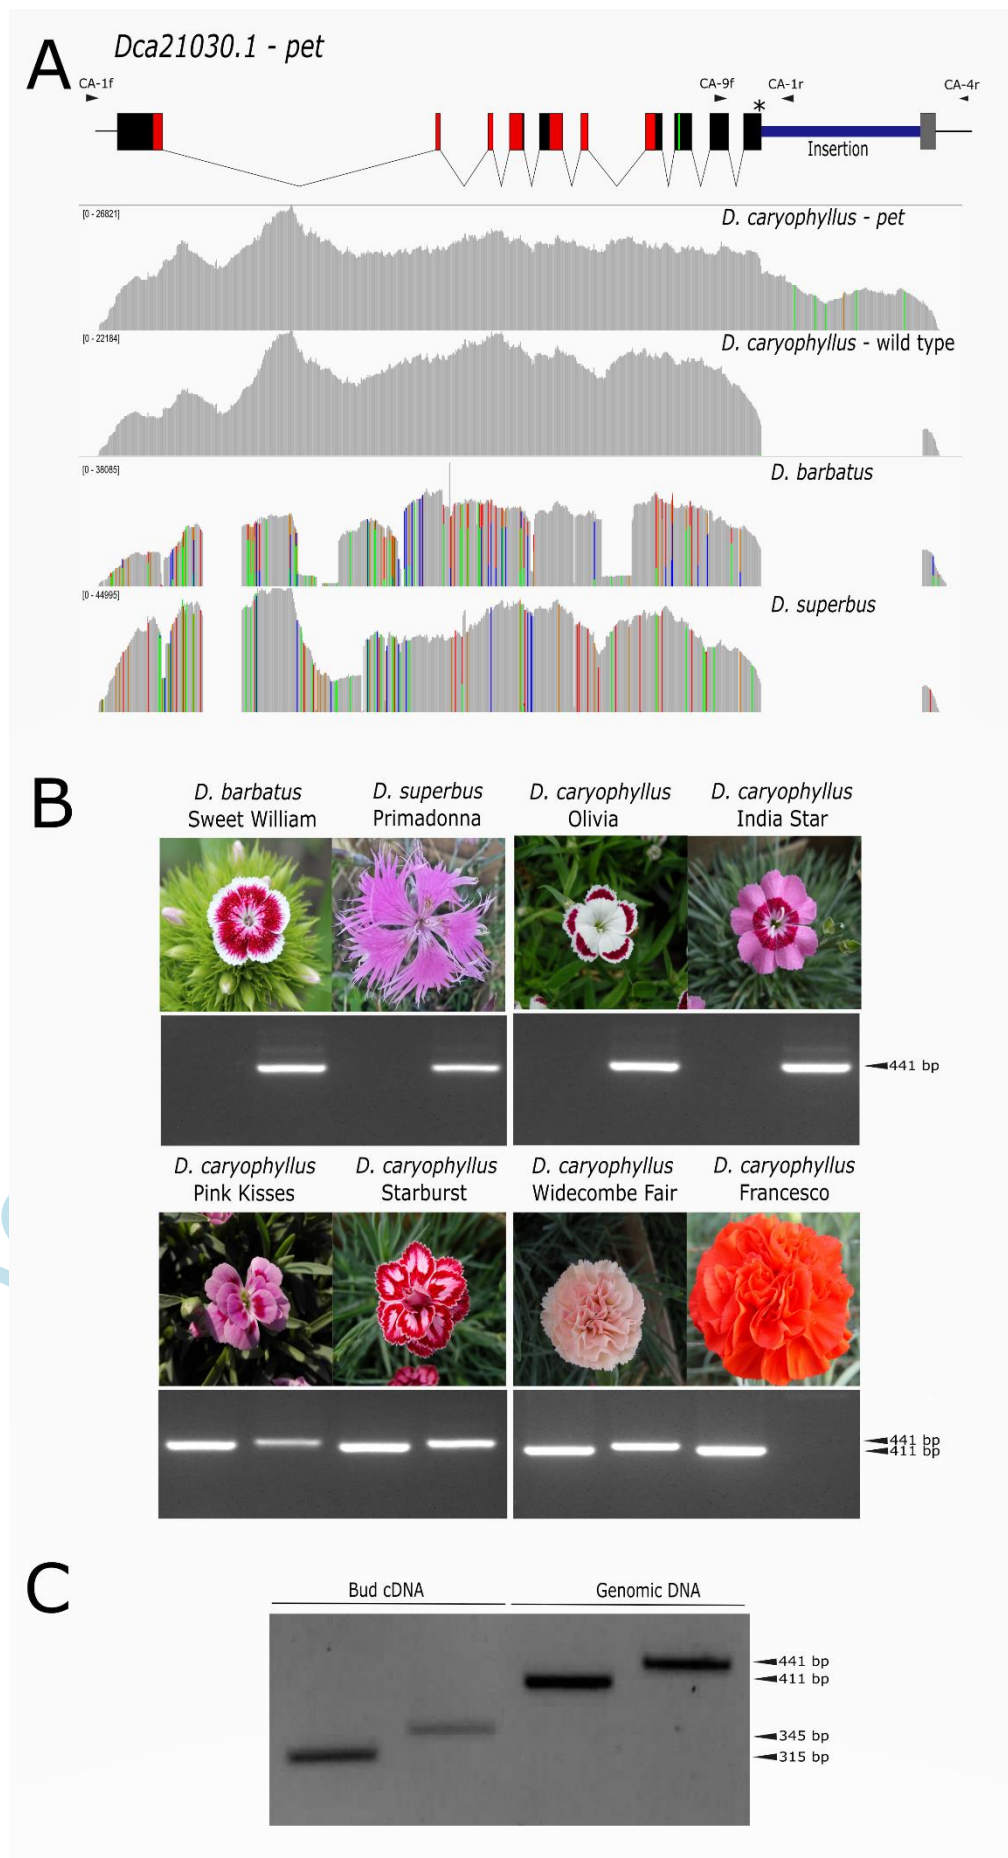 A
Dca21030.1 - pet
CA-1f
CA-9f
CA-1r
CA-4r
*
Insertion
[0 - 26821]
D. caryophyllus - pet
[0 - 22184]
D. caryophyllus - wild type
[0 - 38085]
D. barbatus
[0 - 44995]
D. superbus
B
D. barbatus
Sweet William
D. superbus
Primadonna
D. caryophyllus
Olivia
D. caryophyllus
India Star
441 bp
D. caryophyllus
Pink Kisses
D. caryophyllus
Starburst
D. caryophyllus
Widecombe Fair
D. caryophyllus
Francesco
441 bp
411 bp
C
Bud cDNA
Genomic DNA
441 bp
411 bp
345 bp
315 bp